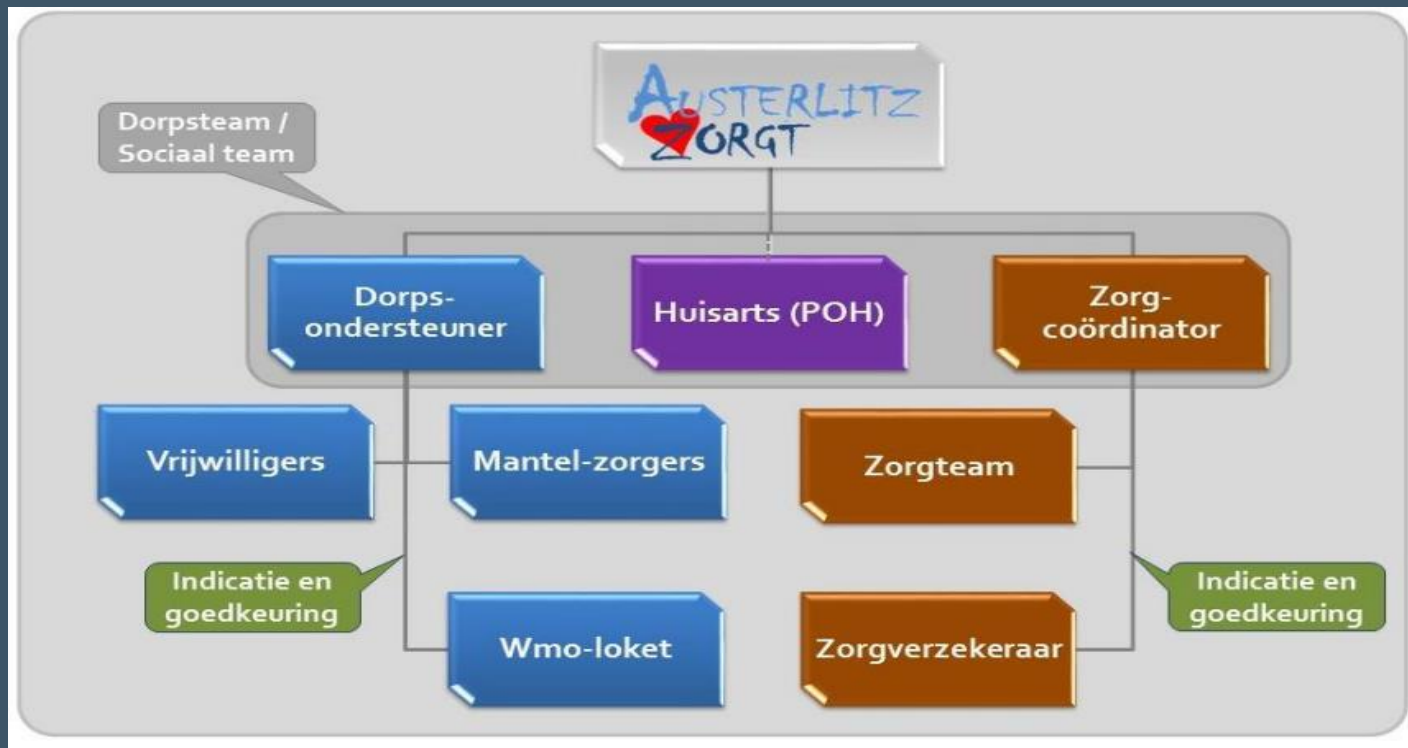 AUSTERLITZ
ZORGT
Dorpsteam /
Sociaal team
Dorps-
ondersteuner
Huisarts (POH)
Zorg-
coördinator
Vrijwilligers
Mantel-zorgers
Zorgteam
Indicatie en
goedkeuring
Indicatie en
goedkeuring
Wmo-loket
Zorgverzekeraar